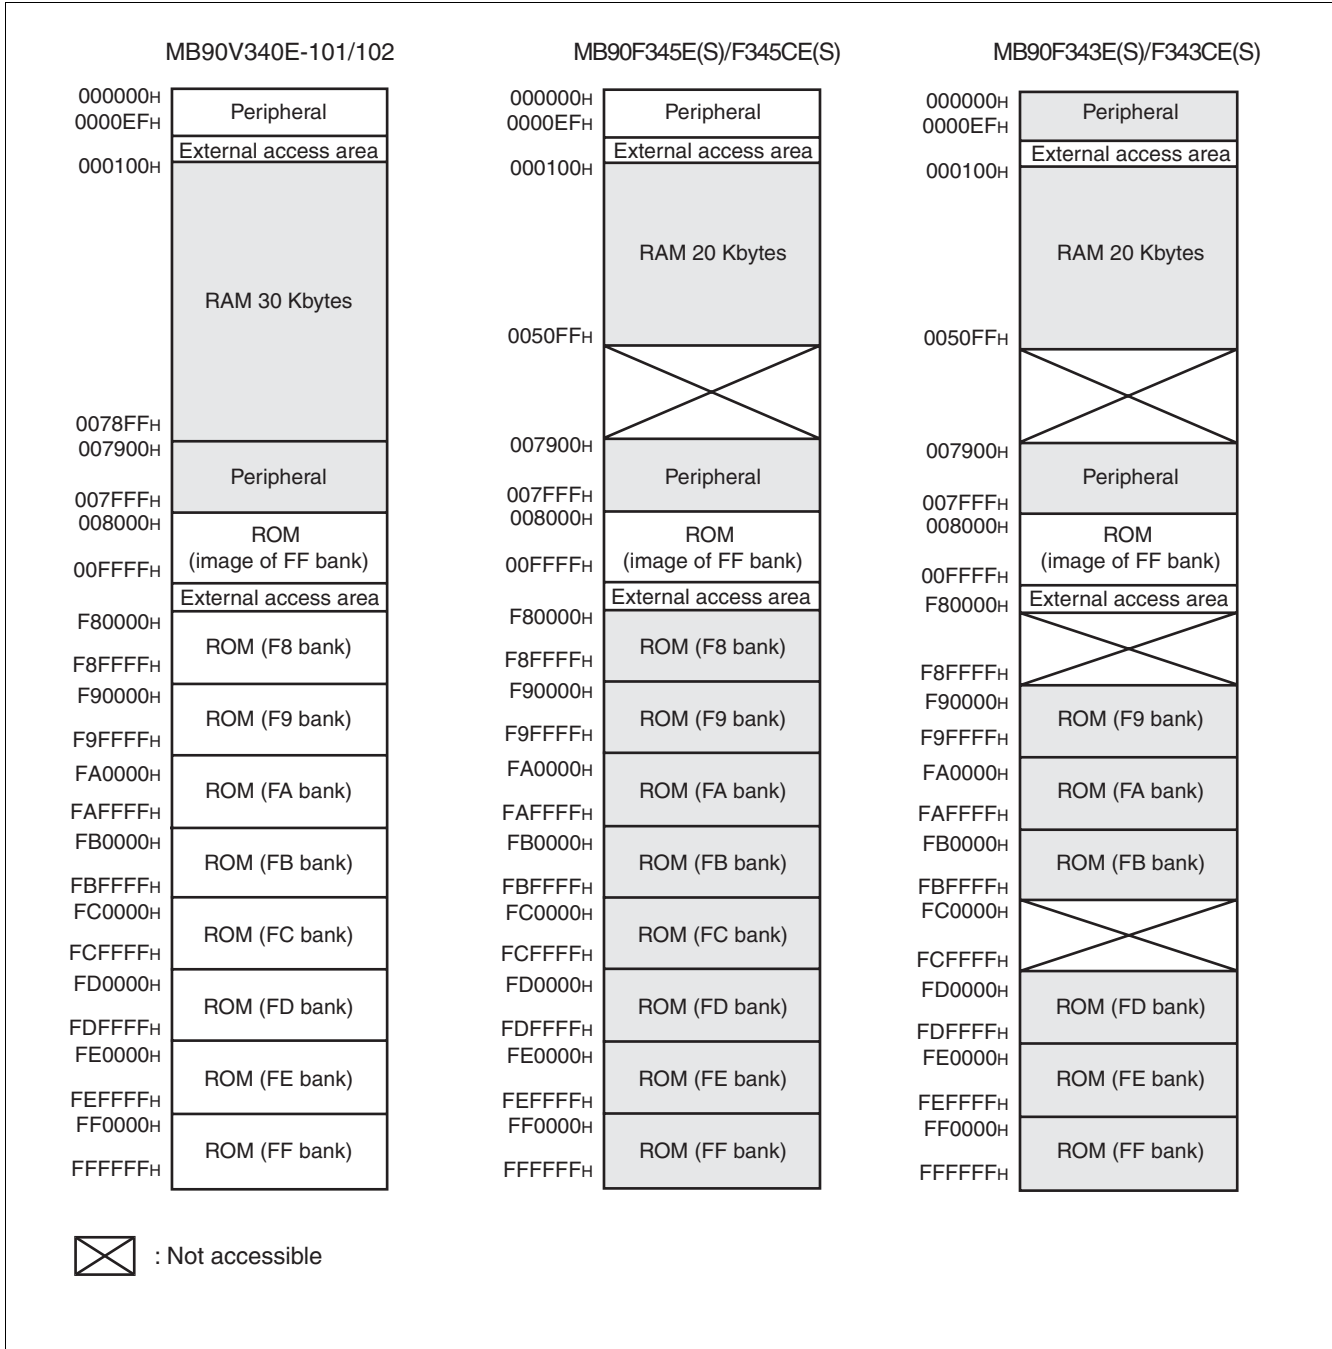 MB90V340E-101/102
000000H
0000EFH
Peripheral
External access area
000100H
RAM 30 Kbytes
0078FFH
007900H
Peripheral
007FFFH
008000H
ROM
(image of FF bank)
00FFFFH
External access area
F80000H
ROM (F8 bank)
F8FFFFH
F90000H
ROM (F9 bank)
F9FFFFH
FA0000H
ROM (FA bank)
FAFFFFH
FB0000H
ROM (FB bank)
FBFFFFH
FC0000H
ROM (FC bank)
FCFFFFH
FD0000H
ROM (FD bank)
FDFFFFH
FE0000H
ROM (FE bank)
FEFFFFH
FF0000H
ROM (FF bank)
FFFFFFH
MB90F345E(S)/F345CE(S)
000000H
0000EFH
Peripheral
External access area
000100H
RAM 20 Kbytes
0050FFH
007900H
Peripheral
007FFFH
008000H
ROM
(image of FF bank)
00FFFFH
External access area
F80000H
ROM (F8 bank)
F8FFFFH
F90000H
ROM (F9 bank)
F9FFFFH
FA0000H
ROM (FA bank)
FAFFFFH
FB0000H
ROM (FB bank)
FBFFFFH
FC0000H
ROM (FC bank)
FCFFFFH
FD0000H
ROM (FD bank)
FDFFFFH
FE0000H
ROM (FE bank)
FEFFFFH
FF0000H
ROM (FF bank)
FFFFFFH
MB90F343E(S)/F343CE(S)
000000H
0000EFH
Peripheral
External access area
000100H
RAM 20 Kbytes
0050FFH
007900H
Peripheral
007FFFH
008000H
ROM
(image of FF bank)
00FFFFH
External access area
F80000H
F8FFFFH
F90000H
ROM (F9 bank)
F9FFFFH
FA0000H
ROM (FA bank)
FAFFFFH
FB0000H
ROM (FB bank)
FBFFFFH
FC0000H
FCFFFFH
FD0000H
ROM (FD bank)
FDFFFFH
FE0000H
ROM (FE bank)
FEFFFFH
FF0000H
ROM (FF bank)
FFFFFFH
: Not accessible